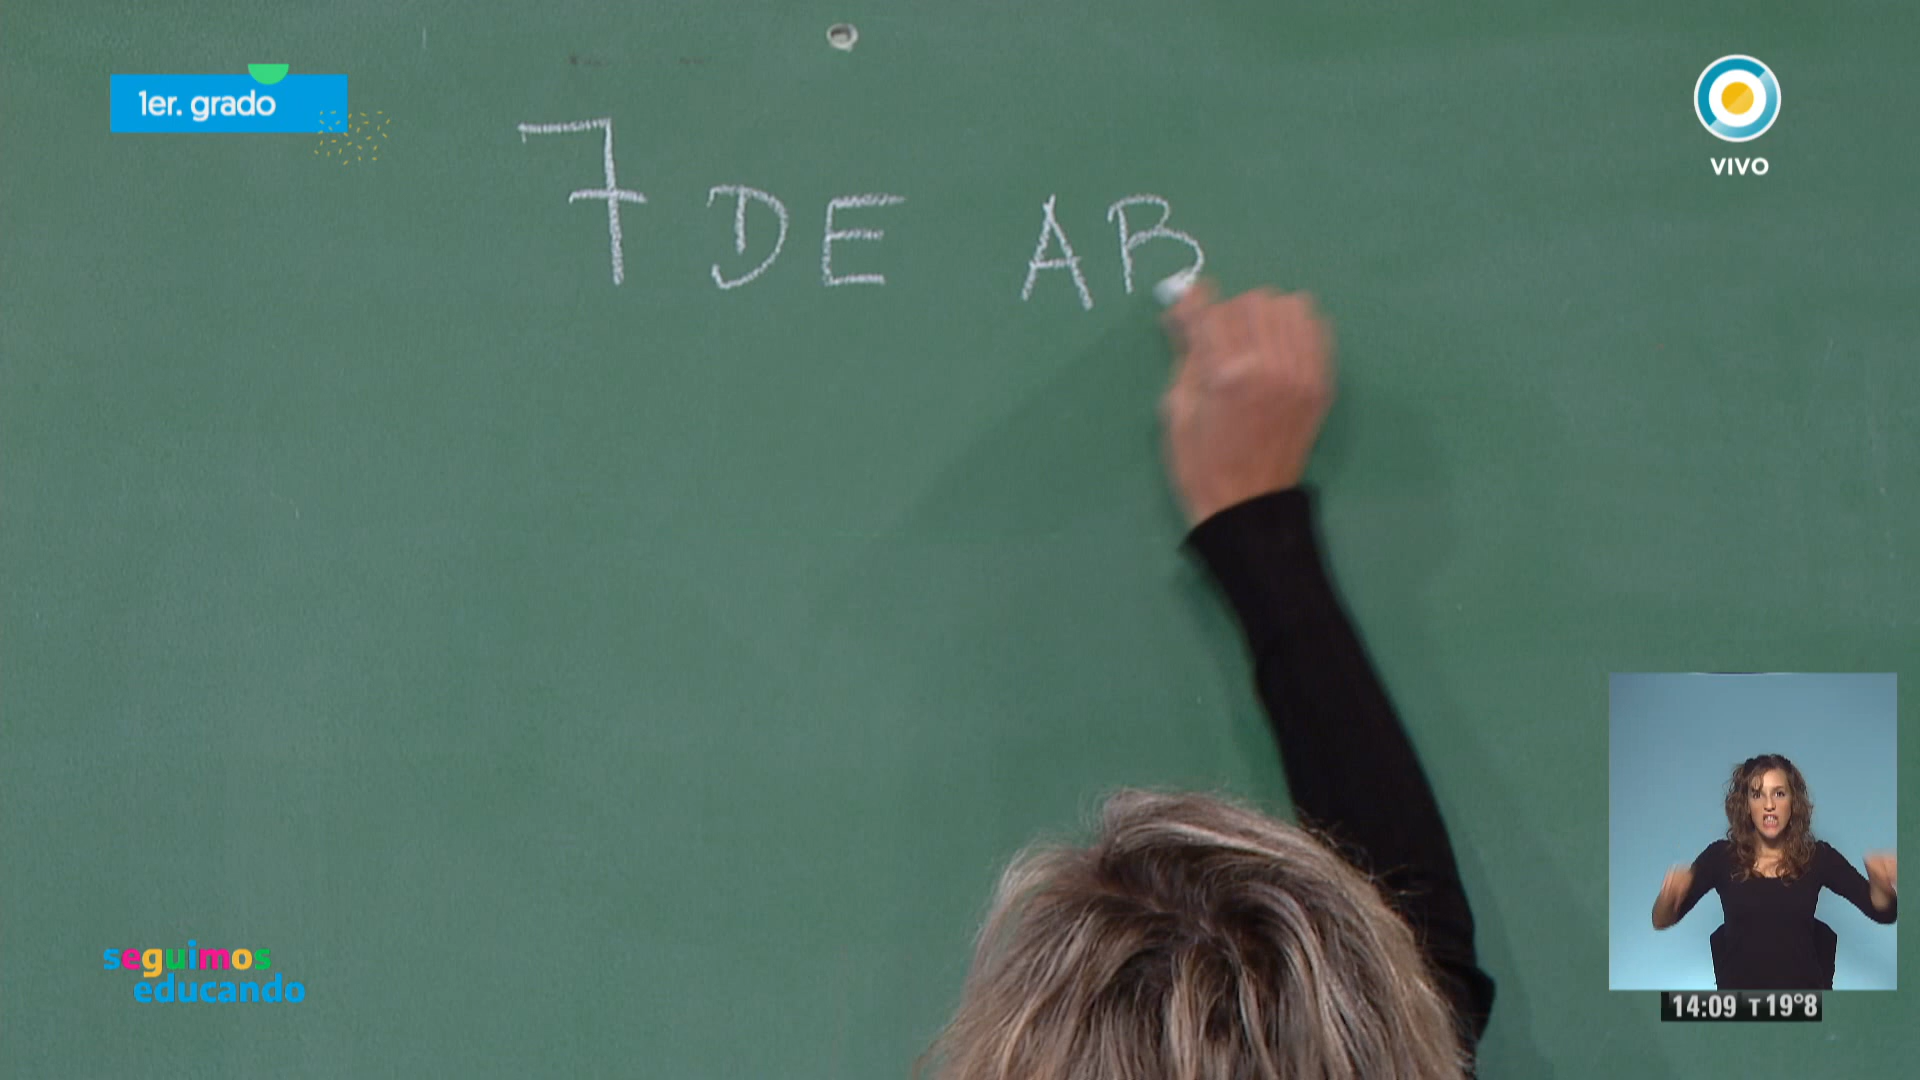 1er. grado
VIVO
7 DE AB
seguimos
educando
14:09 T 19°8